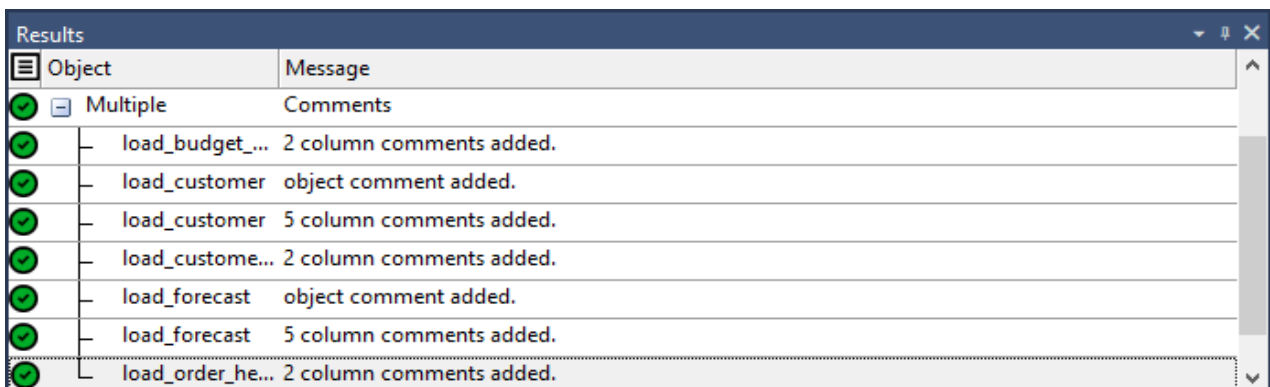 Results
Object Message
Multiple Comments
load_budget_... 2 column comments added.
load_customer object comment added.
load_customer 5 column comments added.
load_custome... 2 column comments added.
load_forecast object comment added.
load_forecast 5 column comments added.
load_order_he... 2 column comments added.